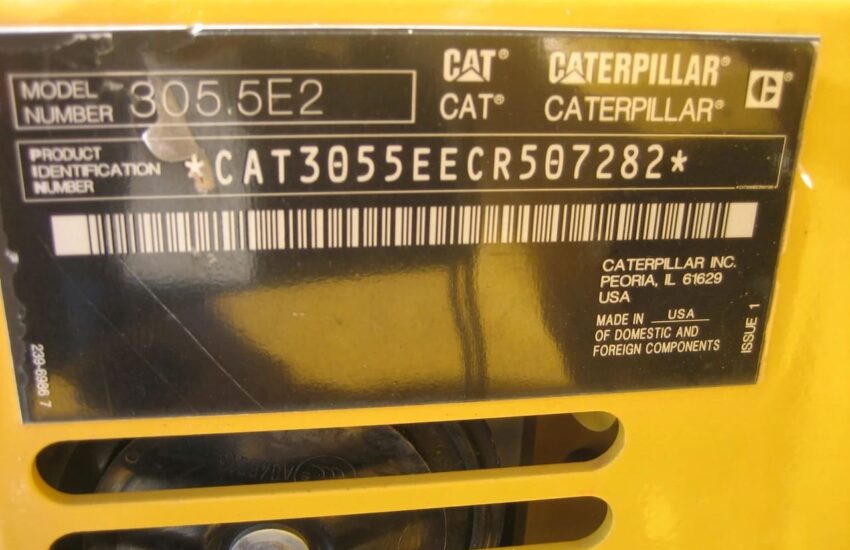 MODEL
NUMBER
305.5E2
CAT® CATERPILLAR®
CAT® CATERPILLAR®
C®
PRODUCT
IDENTIFICATION
NUMBER
*CAT3055EECR507282*
CATERPILLAR INC.
PEORIA, IL 61629
USA
MADE IN USA
OF DOMESTIC AND
FOREIGN COMPONENTS
ISSUE 1
239-6986 7